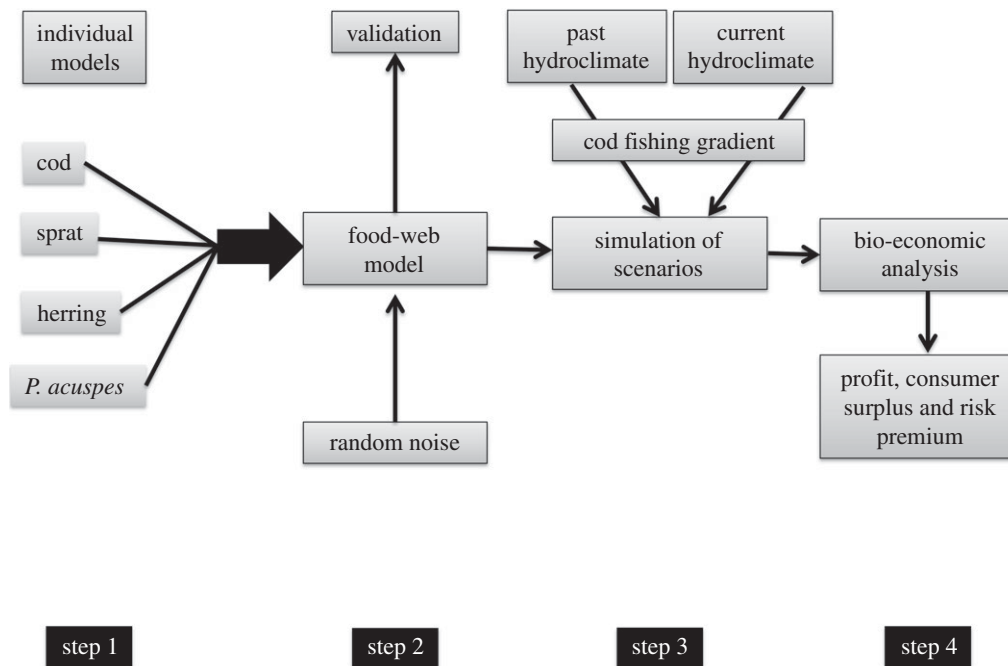 individual
models
cod
sprat
herring
P. acuspes
validation
food-web
model
random noise
past
hydroclimate
current
hydroclimate
cod fishing gradient
simulation of
scenarios
bio-economic
analysis
profit, consumer
surplus and risk
premium
step 1
step 2
step 3
step 4